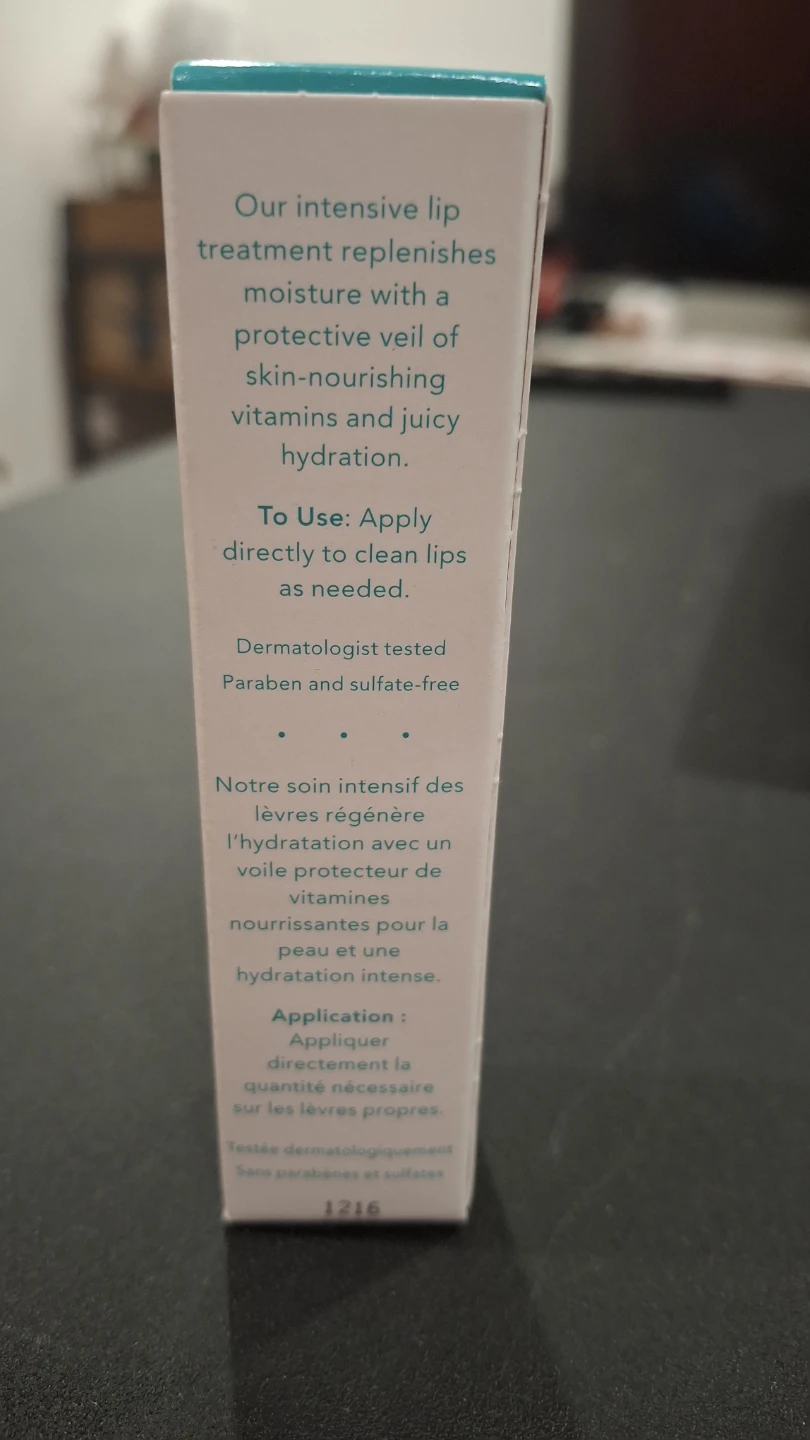 Our intensive lip
treatment replenishes
moisture with a
protective veil of
skin-nourishing
vitamins and juicy
hydration.
To Use: Apply
directly to clean lips
as needed.
Dermatologist tested
Paraben and sulfate-free
• • •
Notre soin intensif des
lèvres régénère
l'hydratation avec un
voile protecteur de
vitamines
nourrissantes pour la
peau et une
hydratation intense.
Application :
Appliquer
directement la
quantité nécessaire
sur les lèvres propres.
Testée dermatologiquement
Sans parabènes et sulfates
1216